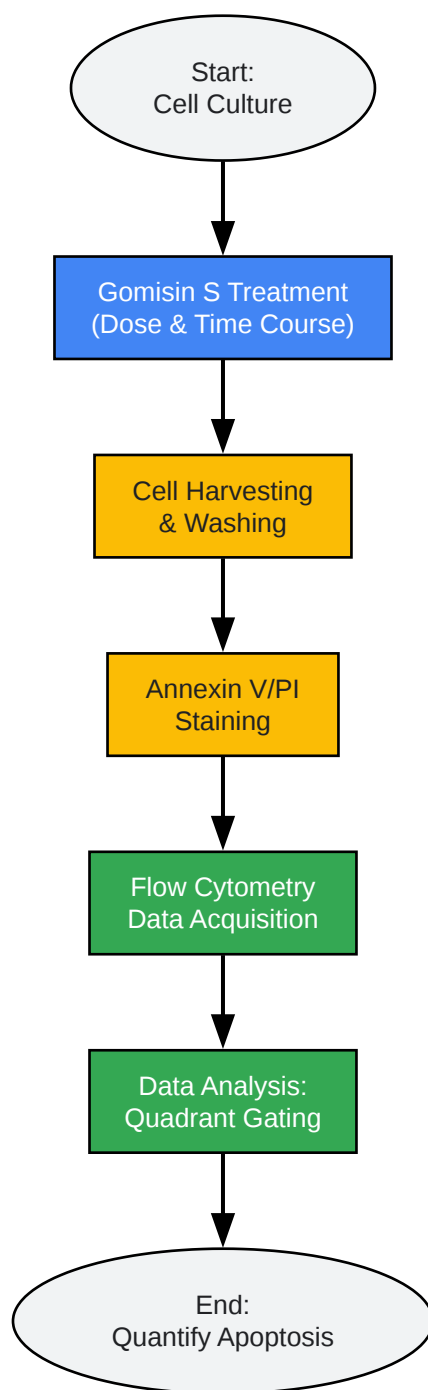 Start:
Cell Culture
Gomisin S Treatment
(Dose & Time Course)
Cell Harvesting
& Washing
Annexin V/PI
Staining
Flow Cytometry
Data Acquisition
Data Analysis:
Quadrant Gating
End:
Quantify Apoptosis